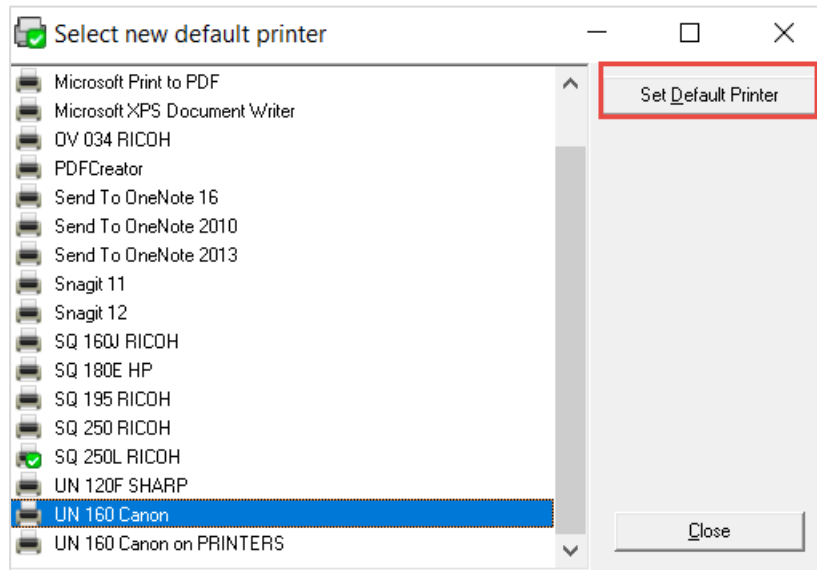 Select new default printer
Microsoft Print to PDF
Microsoft XPS Document Writer
OV 034 RICOH
PDFCreator
Send To OneNote 16
Send To OneNote 2010
Send To OneNote 2013
Snagit 11
Snagit 12
SQ 160J RICOH
SQ 180E HP
SQ 195 RICOH
SQ 250 RICOH
SQ 250L RICOH
UN 120F SHARP
UN 160 Canon
UN 160 Canon on PRINTERS
Set Default Printer
Close